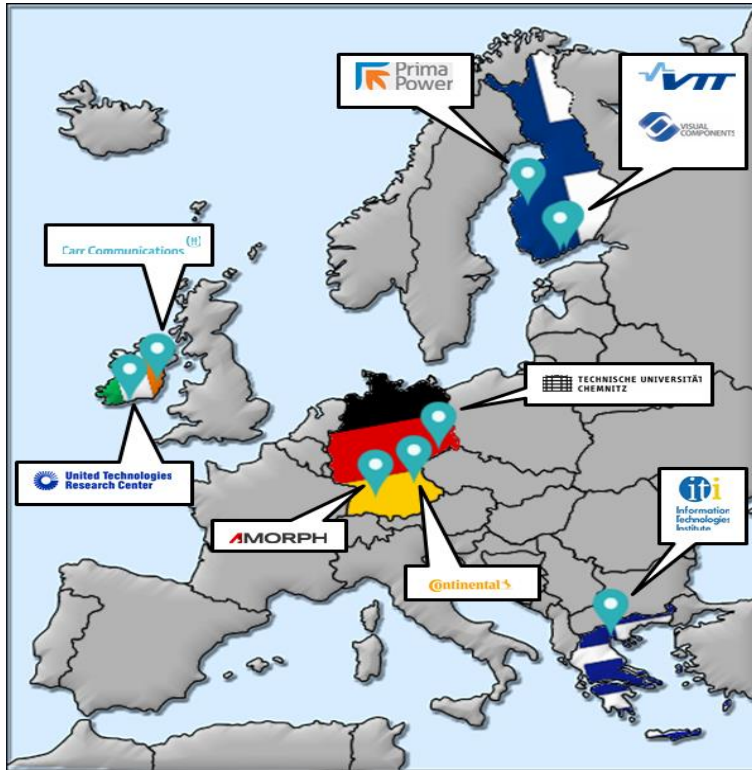 Prima
Power
VTT
VISUAL
COMPONENTS
Carr Communications
TECHNISCHE UNIVERSITÄT
CHEMNITZ
United Technologies
Research Center
iti
Information
Technologies
Institute
AMORPH
Continental